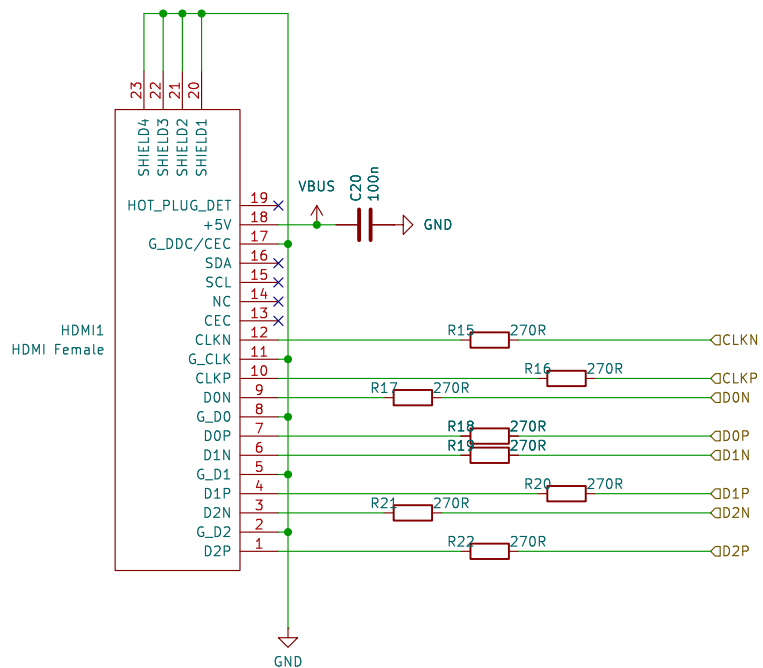 23
22
21
20
SHIELD4
SHIELD3
SHIELD2
SHIELD1
C20
100n
VBUS
GND
HOT_PLUG_DET 19
+5V 18
G_DDC/CEC 17
SDA 16
SCL 15
NC 14
CEC 13
HDMI1
HDMI Female
CLKN 12 R15 270R CLKN
G_CLK 11
CLKP 10 R16 270R CLKP
D0N 9 R17 270R D0N
G_D0 8
D0P 7 R18 270R D0P
D1N 6 R19 270R D1N
G_D1 5
D1P 4 R20 270R D1P
D2N 3 R21 270R D2N
G_D2 2
D2P 1 R22 270R D2P
GND